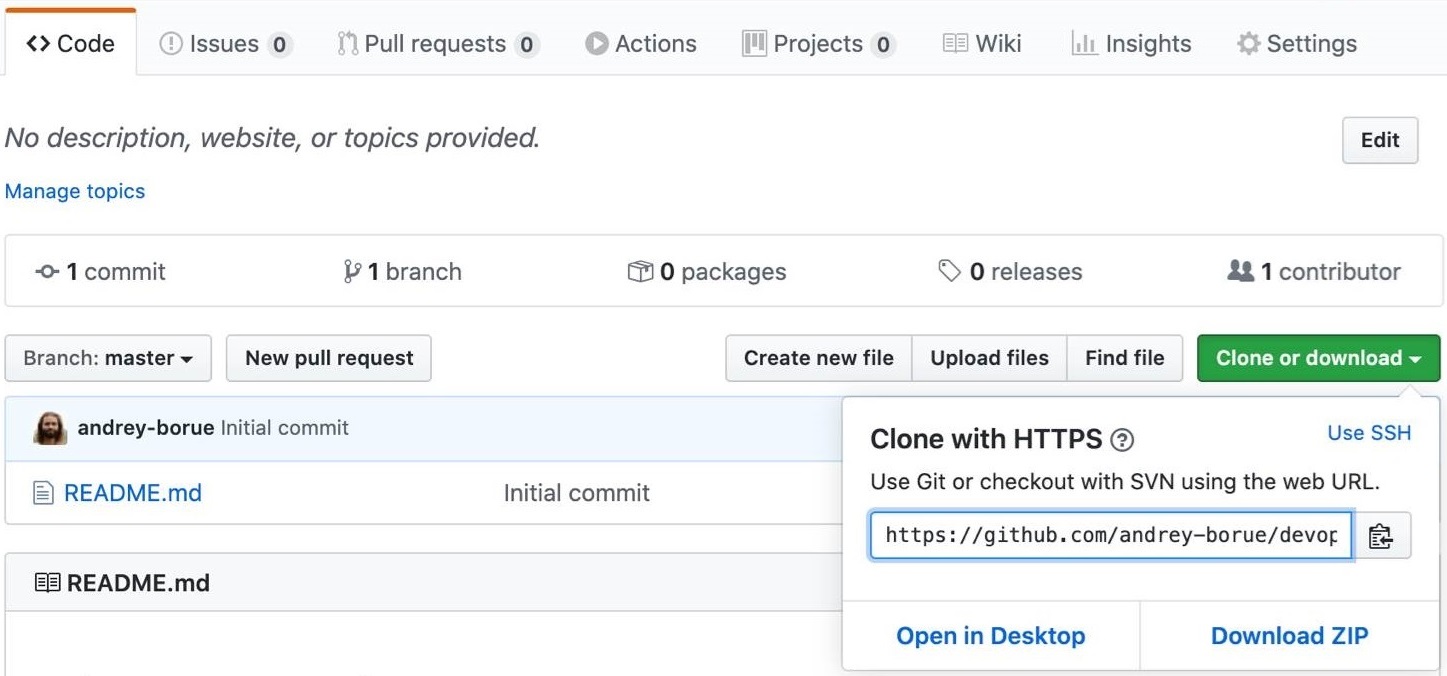 Code Issues 0 Pull requests 0 Actions Projects 0 Wiki Insights Settings
No description, website, or topics provided.
Edit
Manage topics
1 commit 1 branch 0 packages 0 releases 1 contributor
Branch: master New pull request Create new file Upload files Find file Clone or download
andrey-borue Initial commit
README.md Initial commit
README.md
Clone with HTTPS ? Use SSH
Use Git or checkout with SVN using the web URL.
https://github.com/andrey-borue/devop
Open in Desktop Download ZIP